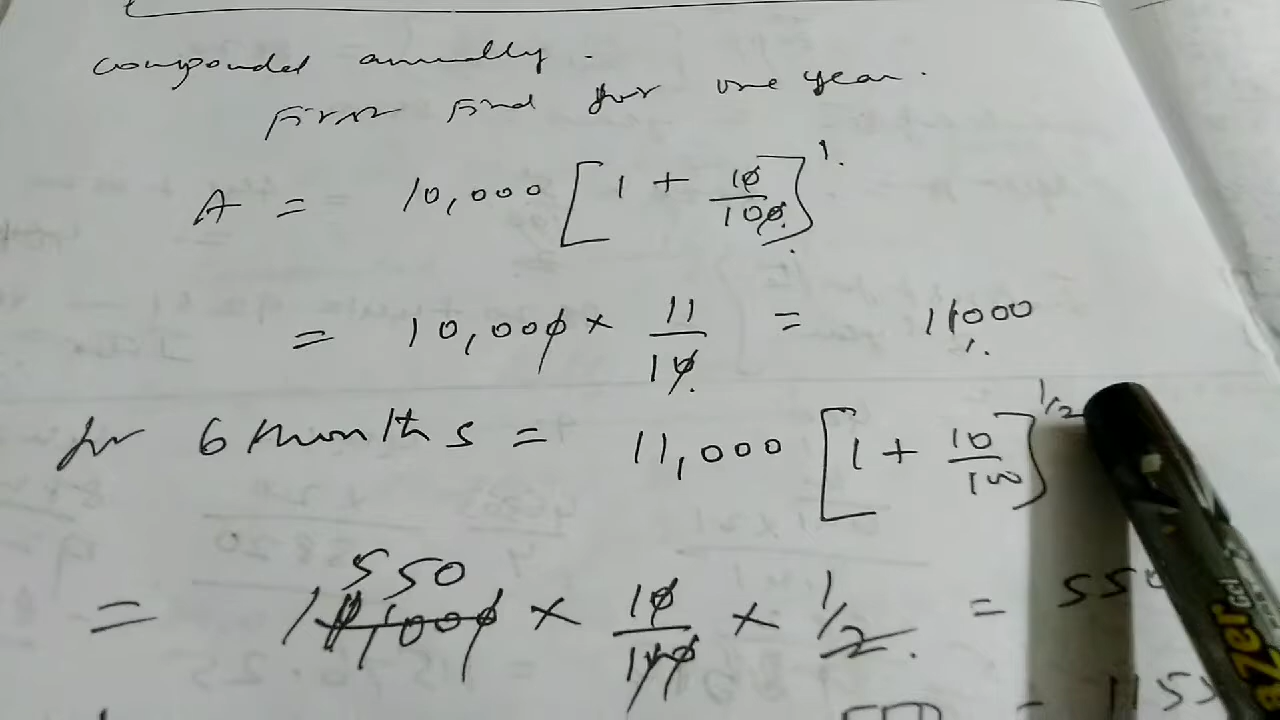 compounded annually.
First Find for one year.
A = 10,000 [1 + 10/100]^1.
= 10,000 × 11/10 = 11000
for 6 months = 11,000 [1 + 10/100]^1/2
550
= 11,000 × 10/100 × 1/2 = 550